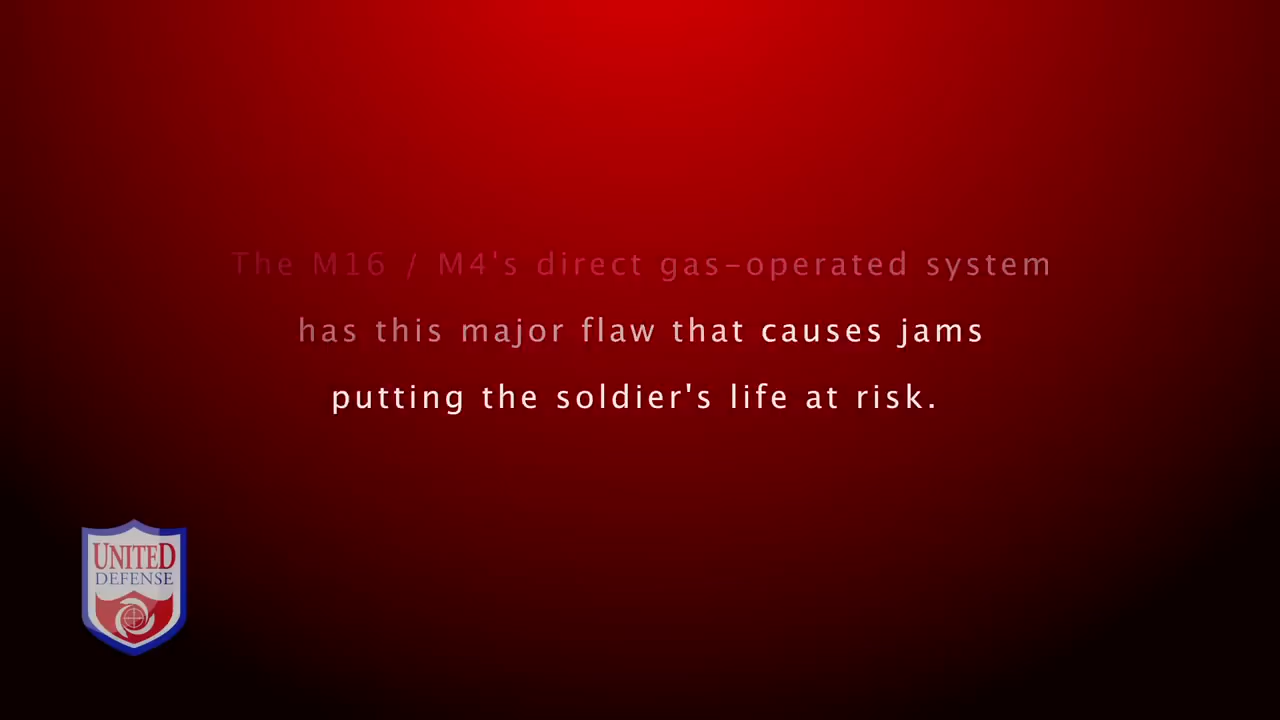 The M16 / M4's direct gas-operated system
has this major flaw that causes jams
putting the soldier's life at risk.
UNITED
DEFENSE